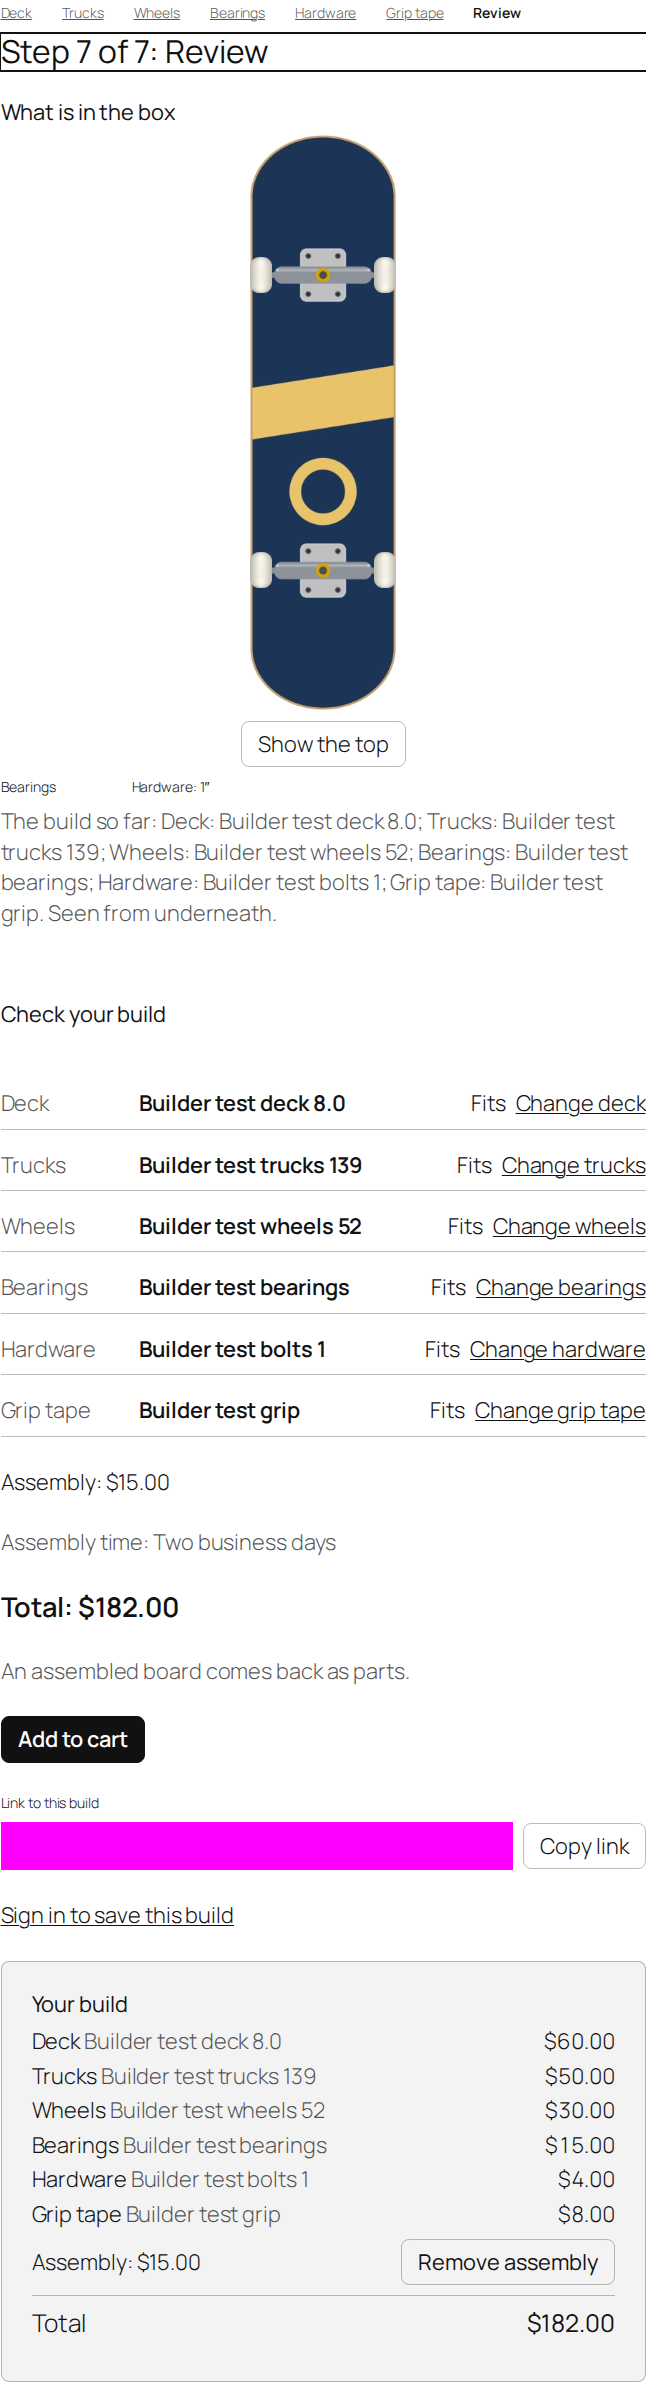 Deck Trucks Wheels Bearings Hardware Grip tape Review
Step 7 of 7: Review
What is in the box
Show the top
Bearings Hardware: 1″
The build so far: Deck: Builder test deck 8.0; Trucks: Builder test
trucks 139; Wheels: Builder test wheels 52; Bearings: Builder test
bearings; Hardware: Builder test bolts 1; Grip tape: Builder test
grip. Seen from underneath.
Check your build
Deck Builder test deck 8.0 Fits Change deck
Trucks Builder test trucks 139 Fits Change trucks
Wheels Builder test wheels 52 Fits Change wheels
Bearings Builder test bearings Fits Change bearings
Hardware Builder test bolts 1 Fits Change hardware
Grip tape Builder test grip Fits Change grip tape
Assembly: $15.00
Assembly time: Two business days
Total: $182.00
An assembled board comes back as parts.
Add to cart
Link to this build
Copy link
Sign in to save this build
Your build
Deck Builder test deck 8.0 $60.00
Trucks Builder test trucks 139 $50.00
Wheels Builder test wheels 52 $30.00
Bearings Builder test bearings $15.00
Hardware Builder test bolts 1 $4.00
Grip tape Builder test grip $8.00
Assembly: $15.00 Remove assembly
Total $182.00